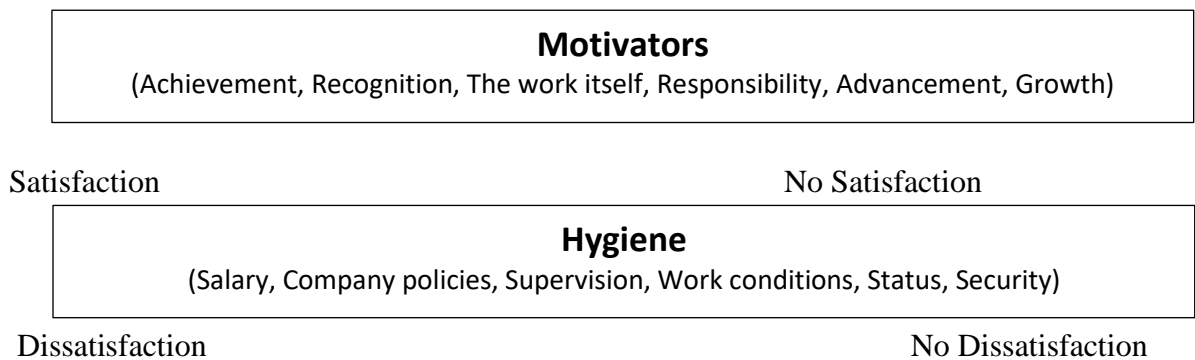 Motivators
(Achievement, Recognition, The work itself, Responsibility, Advancement, Growth)
Satisfaction No Satisfaction
Hygiene
(Salary, Company policies, Supervision, Work conditions, Status, Security)
Dissatisfaction No Dissatisfaction